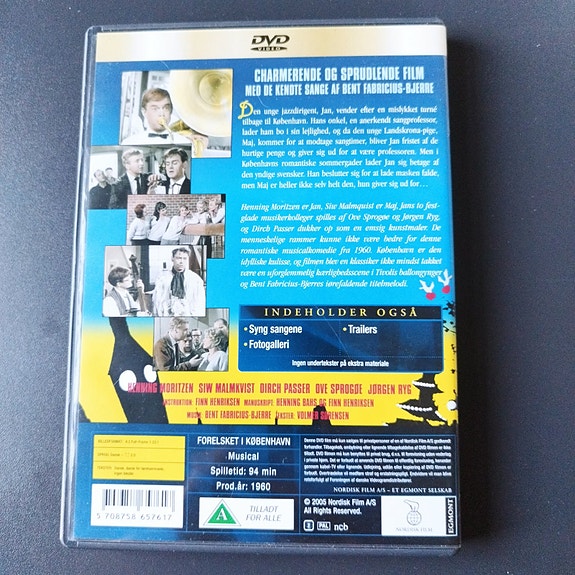 DVD
VIDEO
CHARMERENDE OG SPRUDLENDE FILM
MED DE KENDTE SANGE AF BENT FABRICIUS-BJERRE
Den unge jazzdirigent, Jan, vender efter en mislykket turné
tilbage til København. Hans onkel, en anerkendt sangprofessor,
lader ham bo i sin lejlighed, og da den unge Landskrona-pige,
Maj, kommer for at modtage sangtimer, bliver Jan fristet af de
hurtige penge og giver sig ud for at være professoren. Men i
Københavns romantiske sommergader lader Jan sig betage af
den yndige svensker. Han beslutter sig for at lade masken falde,
men Maj er heller ikke selv helt den, hun giver sig ud for…
Henning Moritzen er Jan, Siw Malmquist er Maj, Jans to fest-
glade musikerkolleger spilles af Ove Sprogøe og Jørgen Ryg,
og Dirch Passer dukker op som en emsig kunstmaler. De
menneskelige rammer kunne ikke være bedre for denne
romantiske musicalkomedie fra 1960. København er den
idylliske kulisse, og filmen blev en klassiker ikke mindst takket
være en uforglemmelig kærlighedsscene i Tivolis ballongynger
og Bent Fabricius-Bjerres iørefaldende titelmelodi.
INDEHOLDER OGSÅ
• Syng sangene
• Trailers
• Fotogalleri
Ingen undertekster på ekstra materiale
HENNING MORITZEN SIW MALMKVIST DIRCH PASSER OVE SPROGØE JØRGEN RYG
INSTRUKTION: FINN HENRIKSEN MANUSKRIPT: HENNING BAHS OG FINN HENRIKSEN
MUSIK: BENT FABRICIUS-BJERRE TEKSTER: VOLMER SØRENSEN
FORELSKET I KØBENHAVN
Musical
Spilletid: 94 min
Prod.år: 1960
5 708758 657617
A
TILLADT
FOR ALLE
NORDISK FILM A/S – ET EGMONT SELSKAB
© 2005 Nordisk Film A/S
All Rights Reserved.
2
PAL
ncb
NORDISK FILM
EGMONT